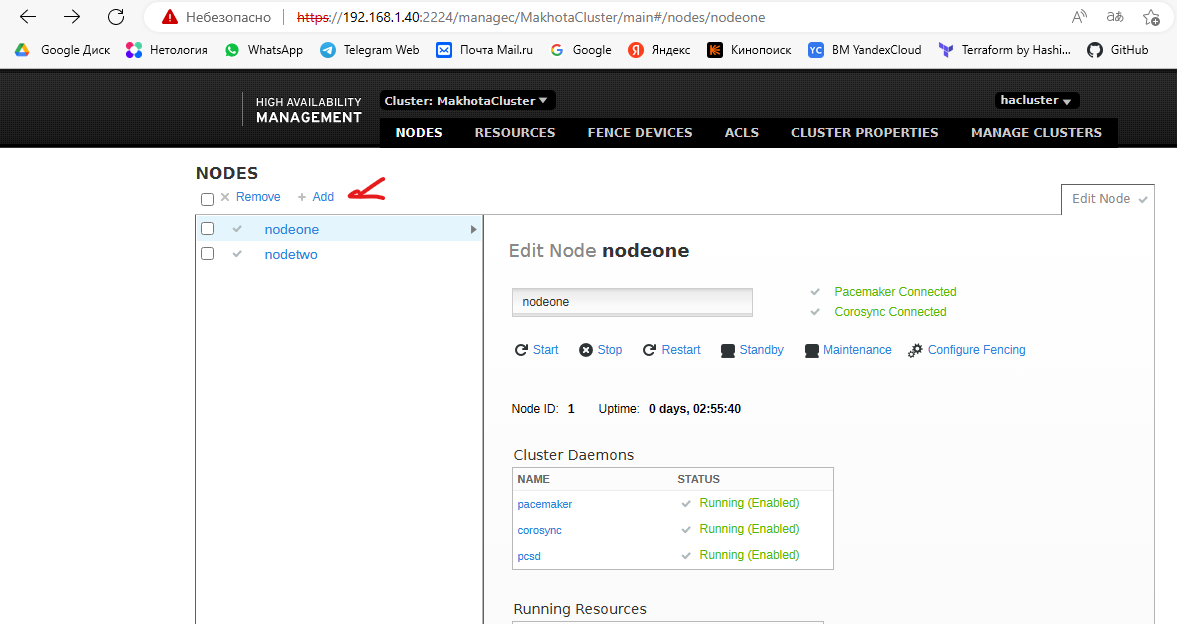 Небезопасно https://192.168.1.40:2224/managec/MakhotaCluster/main#/nodes/nodeone A аあ
Google Диск Нетология WhatsApp Telegram Web Почта Mail.ru G Google Я Яндекс Кинопоиск YC ВМ YandexCloud Terraform by Hashi... GitHub
HIGH AVAILABILITY
MANAGEMENT
Cluster: MakhotaCluster
hacluster
NODES RESOURCES FENCE DEVICES ACLS CLUSTER PROPERTIES MANAGE CLUSTERS
NODES
Remove + Add
Edit Node
nodeone
nodetwo
Edit Node nodeone
nodeone
Pacemaker Connected
Corosync Connected
Start Stop Restart Standby Maintenance Configure Fencing
Node ID: 1 Uptime: 0 days, 02:55:40
Cluster Daemons
NAME STATUS
pacemaker Running (Enabled)
corosync Running (Enabled)
pcsd Running (Enabled)
Running Resources